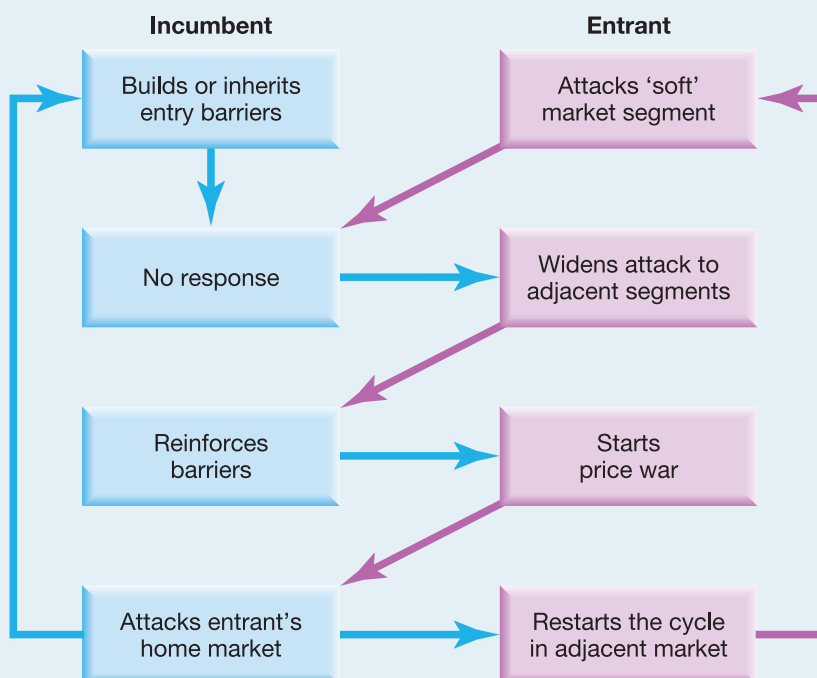 Incumbent
Entrant
Builds or inherits
entry barriers
Attacks ‘soft’
market segment
No response
Widens attack to
adjacent segments
Reinforces
barriers
Starts
price war
Attacks entrant’s
home market
Restarts the cycle
in adjacent market